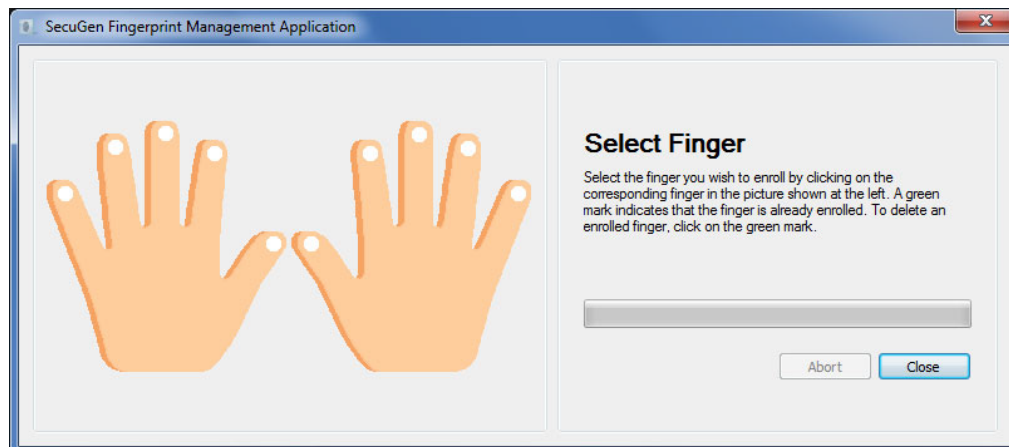 SecuGen Fingerprint Management Application
Select Finger
Select the finger you wish to enroll by clicking on the
corresponding finger in the picture shown at the left. A green
mark indicates that the finger is already enrolled. To delete an
enrolled finger, click on the green mark.
Abort
Close